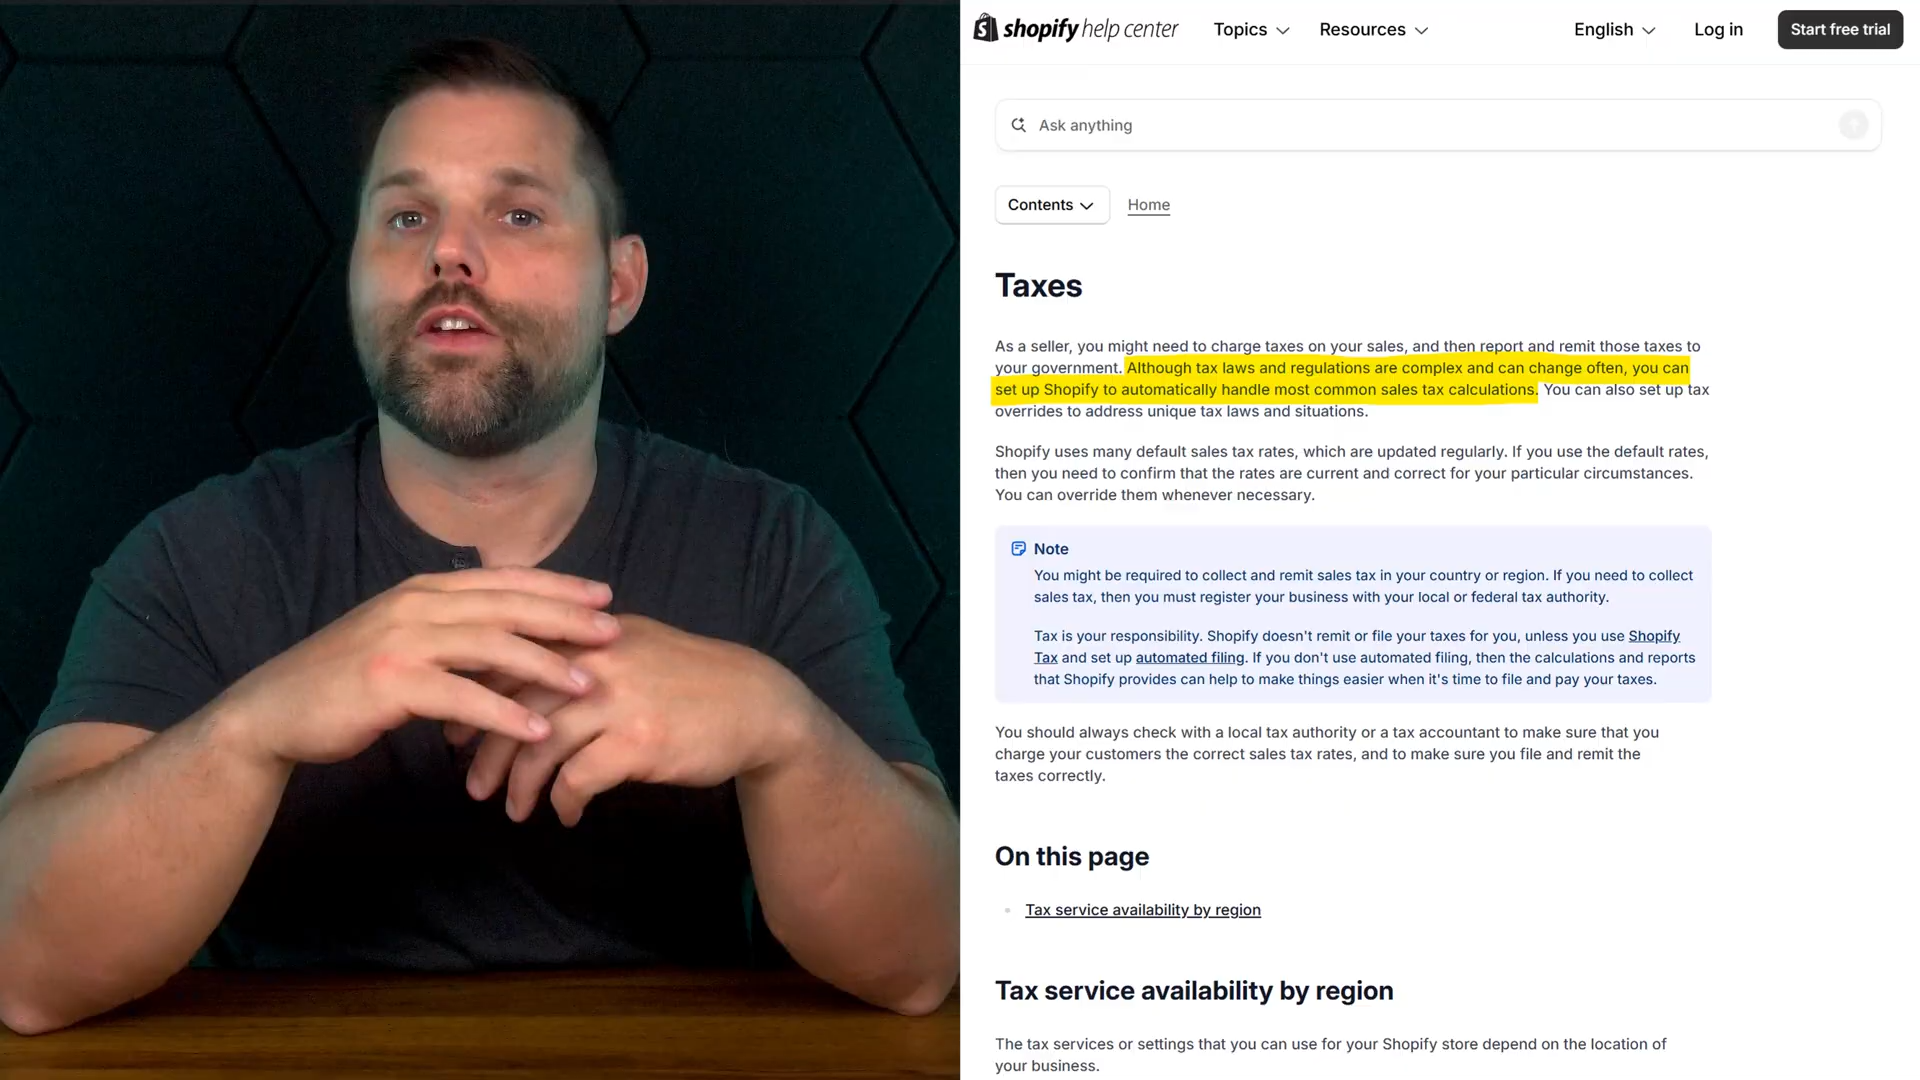 shopify help center
Topics
Resources
English
Log in
Start free trial
Ask anything
Contents
Home
Taxes
As a seller, you might need to charge taxes on your sales, and then report and remit those taxes to
your government. Although tax laws and regulations are complex and can change often, you can
set up Shopify to automatically handle most common sales tax calculations. You can also set up tax
overrides to address unique tax laws and situations.
Shopify uses many default sales tax rates, which are updated regularly. If you use the default rates,
then you need to confirm that the rates are current and correct for your particular circumstances.
You can override them whenever necessary.
Note
You might be required to collect and remit sales tax in your country or region. If you need to collect
sales tax, then you must register your business with your local or federal tax authority.
Tax is your responsibility. Shopify doesn't remit or file your taxes for you, unless you use Shopify
Tax and set up automated filing. If you don't use automated filing, then the calculations and reports
that Shopify provides can help to make things easier when it's time to file and pay your taxes.
You should always check with a local tax authority or a tax accountant to make sure that you
charge your customers the correct sales tax rates, and to make sure you file and remit the
taxes correctly.
On this page
Tax service availability by region
Tax service availability by region
The tax services or settings that you can use for your Shopify store depend on the location of
your business.